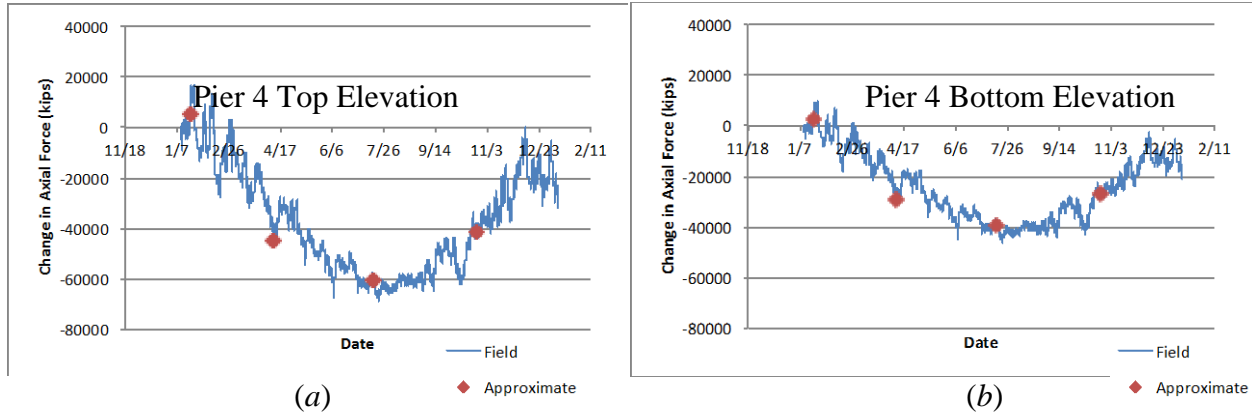 40000
20000
0
-20000
-40000
-60000
-80000
Change in Axial Force (kips)
Pier 4 Top Elevation
11/18 1/7 2/26 4/17 6/6 7/26 9/14 11/3 12/23 2/11
Date
Field
Approximate
(a)
40000
20000
0
-20000
-40000
-60000
-80000
Change in Axial Force (kips)
Pier 4 Bottom Elevation
11/18 1/7 2/26 4/17 6/6 7/26 9/14 11/3 12/23 2/11
Date
Field
Approximate
(b)